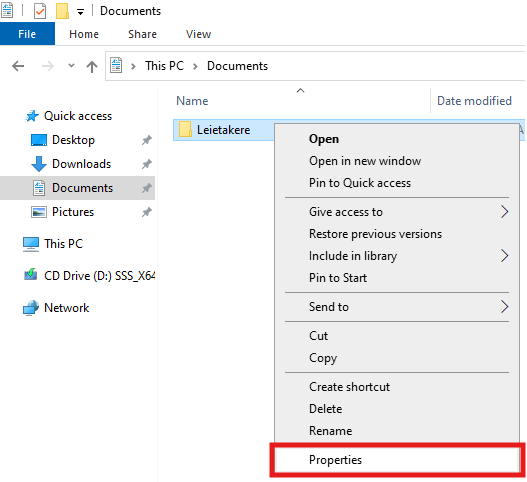 Documents
File Home Share View
This PC Documents
Name Date modified
Quick access
Desktop
Downloads
Documents
Pictures
This PC
CD Drive (D:) SSS_X64
Network
Leietakere
Open
Open in new window
Pin to Quick access
Give access to
Restore previous versions
Include in library
Pin to Start
Send to
Cut
Copy
Create shortcut
Delete
Rename
Properties